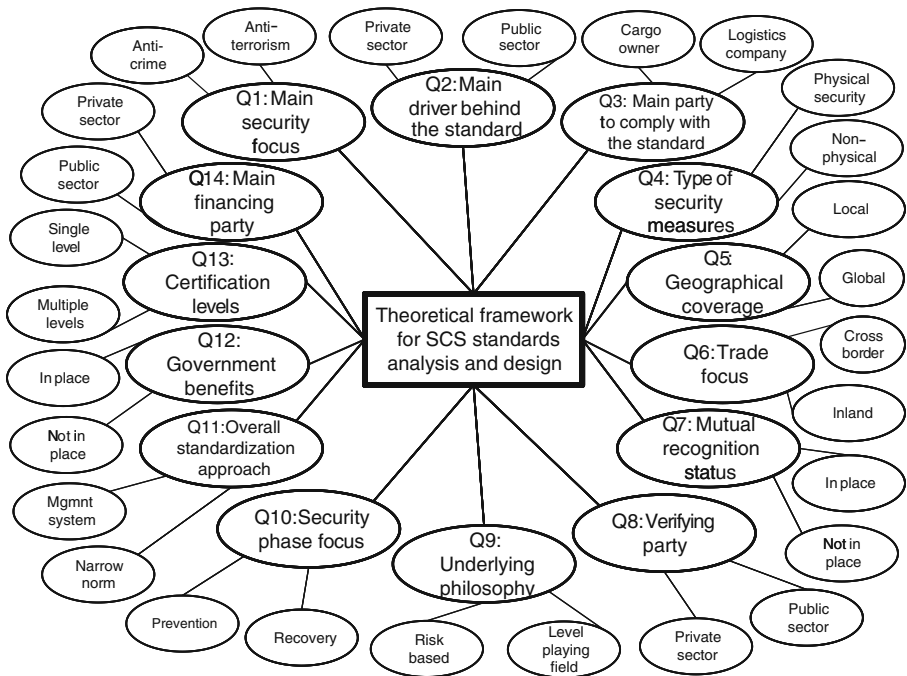 Anti-
crime
Anti-
terrorism
Private
sector
Public
sector
Cargo
owner
Logistics
company
Q1: Main
security
focus
Q2: Main
driver behind
the standard
Q3: Main party
to comply with
the standard
Physical
security
Private
sector
Q14: Main
financing
party
Q4: Type of
security
measures
Non-
physical
Public
sector
Single
level
Q13:
Certification
levels
Q5:
Geographical
coverage
Local
Global
Theoretical framework
for SCS standards
analysis and design
Multiple
levels
Q12:
Government
benefits
Q6: Trade
focus
Cross
border
In place
Inland
Not in
place
Q11:Overall
standardization
approach
Q7: Mutual
recognition
status
In place
Mgmnt
system
Q10:Security
phase focus
Q9:
Underlying
philosophy
Q8:Verifying
party
Not in
place
Narrow
norm
Prevention
Recovery
Risk
based
Level
playing
field
Private
sector
Public
sector